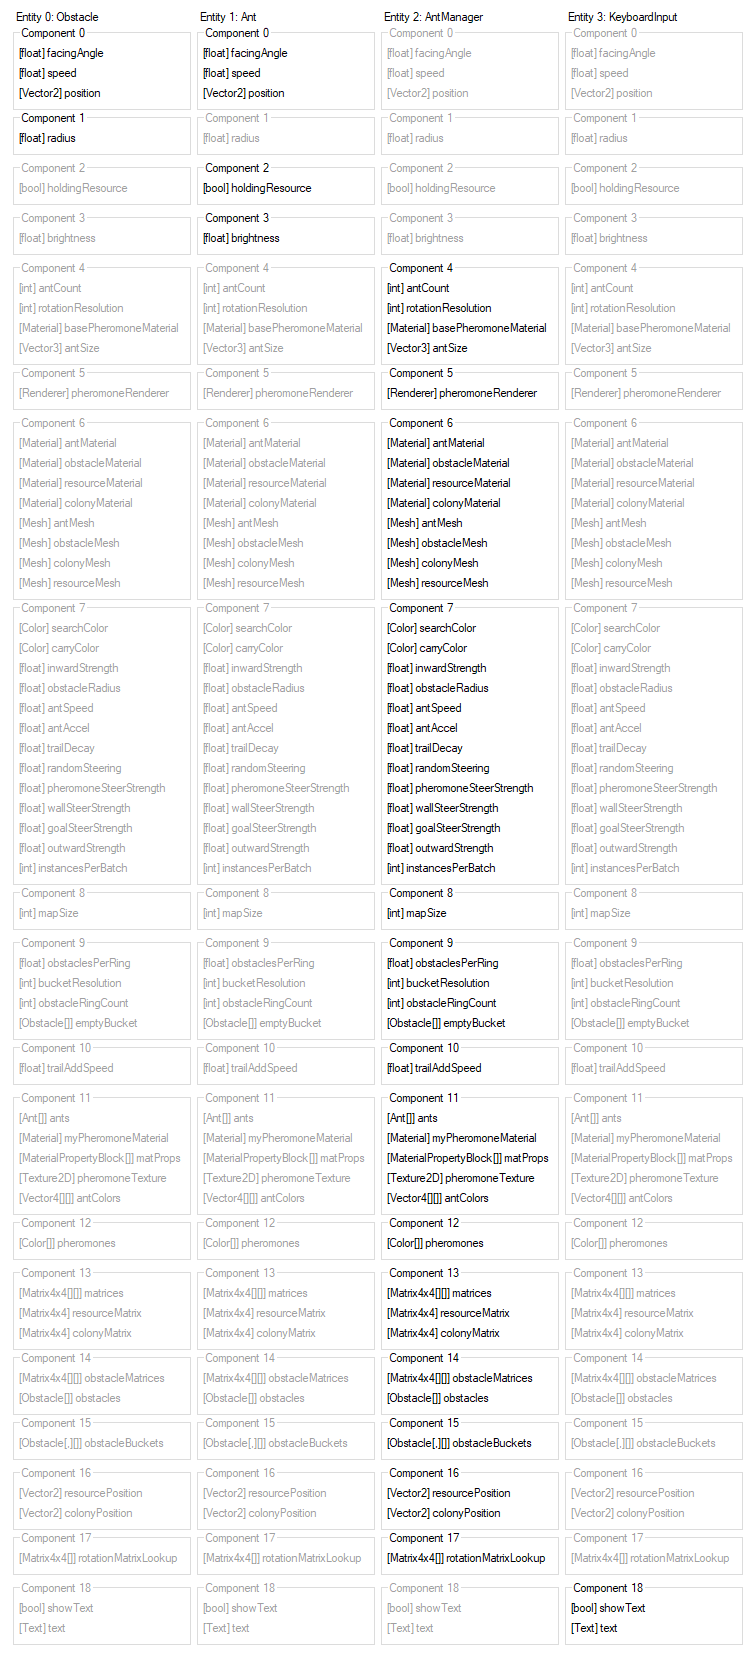 Entity 0: Obstacle
Component 0
[float] facingAngle
[float] speed
[Vector2] position
Component 1
[float] radius
Component 2
[bool] holdingResource
Component 3
[float] brightness
Component 4
[int] antCount
[int] rotationResolution
[Material] basePheromoneMaterial
[Vector3] antSize
Component 5
[Renderer] pheromoneRenderer
Component 6
[Material] antMaterial
[Material] obstacleMaterial
[Material] resourceMaterial
[Material] colonyMaterial
[Mesh] antMesh
[Mesh] obstacleMesh
[Mesh] colonyMesh
[Mesh] resourceMesh
Component 7
[Color] searchColor
[Color] carryColor
[float] inwardStrength
[float] obstacleRadius
[float] antSpeed
[float] antAccel
[float] trailDecay
[float] randomSteering
[float] pheromoneSteerStrength
[float] wallSteerStrength
[float] goalSteerStrength
[float] outwardStrength
[int] instancesPerBatch
Component 8
[int] mapSize
Component 9
[float] obstaclesPerRing
[int] bucketResolution
[int] obstacleRingCount
[Obstacle[]] emptyBucket
Component 10
[float] trailAddSpeed
Component 11
[Ant[]] ants
[Material] myPheromoneMaterial
[MaterialPropertyBlock[]] matProps
[Texture2D] pheromoneTexture
[Vector4[][]] antColors
Component 12
[Color[]] pheromones
Component 13
[Matrix4x4[][]] matrices
[Matrix4x4] resourceMatrix
[Matrix4x4] colonyMatrix
Component 14
[Matrix4x4[][]] obstacleMatrices
[Obstacle[]] obstacles
Component 15
[Obstacle[,][]] obstacleBuckets
Component 16
[Vector2] resourcePosition
[Vector2] colonyPosition
Component 17
[Matrix4x4[]] rotationMatrixLookup
Component 18
[bool] showText
[Text] text
Entity 1: Ant
Component 0
[float] facingAngle
[float] speed
[Vector2] position
Component 1
[float] radius
Component 2
[bool] holdingResource
Component 3
[float] brightness
Component 4
[int] antCount
[int] rotationResolution
[Material] basePheromoneMaterial
[Vector3] antSize
Component 5
[Renderer] pheromoneRenderer
Component 6
[Material] antMaterial
[Material] obstacleMaterial
[Material] resourceMaterial
[Material] colonyMaterial
[Mesh] antMesh
[Mesh] obstacleMesh
[Mesh] colonyMesh
[Mesh] resourceMesh
Component 7
[Color] searchColor
[Color] carryColor
[float] inwardStrength
[float] obstacleRadius
[float] antSpeed
[float] antAccel
[float] trailDecay
[float] randomSteering
[float] pheromoneSteerStrength
[float] wallSteerStrength
[float] goalSteerStrength
[float] outwardStrength
[int] instancesPerBatch
Component 8
[int] mapSize
Component 9
[float] obstaclesPerRing
[int] bucketResolution
[int] obstacleRingCount
[Obstacle[]] emptyBucket
Component 10
[float] trailAddSpeed
Component 11
[Ant[]] ants
[Material] myPheromoneMaterial
[MaterialPropertyBlock[]] matProps
[Texture2D] pheromoneTexture
[Vector4[][]] antColors
Component 12
[Color[]] pheromones
Component 13
[Matrix4x4[][]] matrices
[Matrix4x4] resourceMatrix
[Matrix4x4] colonyMatrix
Component 14
[Matrix4x4[][]] obstacleMatrices
[Obstacle[]] obstacles
Component 15
[Obstacle[,][]] obstacleBuckets
Component 16
[Vector2] resourcePosition
[Vector2] colonyPosition
Component 17
[Matrix4x4[]] rotationMatrixLookup
Component 18
[bool] showText
[Text] text
Entity 2: AntManager
Component 0
[float] facingAngle
[float] speed
[Vector2] position
Component 1
[float] radius
Component 2
[bool] holdingResource
Component 3
[float] brightness
Component 4
[int] antCount
[int] rotationResolution
[Material] basePheromoneMaterial
[Vector3] antSize
Component 5
[Renderer] pheromoneRenderer
Component 6
[Material] antMaterial
[Material] obstacleMaterial
[Material] resourceMaterial
[Material] colonyMaterial
[Mesh] antMesh
[Mesh] obstacleMesh
[Mesh] colonyMesh
[Mesh] resourceMesh
Component 7
[Color] searchColor
[Color] carryColor
[float] inwardStrength
[float] obstacleRadius
[float] antSpeed
[float] antAccel
[float] trailDecay
[float] randomSteering
[float] pheromoneSteerStrength
[float] wallSteerStrength
[float] goalSteerStrength
[float] outwardStrength
[int] instancesPerBatch
Component 8
[int] mapSize
Component 9
[float] obstaclesPerRing
[int] bucketResolution
[int] obstacleRingCount
[Obstacle[]] emptyBucket
Component 10
[float] trailAddSpeed
Component 11
[Ant[]] ants
[Material] myPheromoneMaterial
[MaterialPropertyBlock[]] matProps
[Texture2D] pheromoneTexture
[Vector4[][]] antColors
Component 12
[Color[]] pheromones
Component 13
[Matrix4x4[][]] matrices
[Matrix4x4] resourceMatrix
[Matrix4x4] colonyMatrix
Component 14
[Matrix4x4[][]] obstacleMatrices
[Obstacle[]] obstacles
Component 15
[Obstacle[,][]] obstacleBuckets
Component 16
[Vector2] resourcePosition
[Vector2] colonyPosition
Component 17
[Matrix4x4[]] rotationMatrixLookup
Component 18
[bool] showText
[Text] text
Entity 3: KeyboardInput
Component 0
[float] facingAngle
[float] speed
[Vector2] position
Component 1
[float] radius
Component 2
[bool] holdingResource
Component 3
[float] brightness
Component 4
[int] antCount
[int] rotationResolution
[Material] basePheromoneMaterial
[Vector3] antSize
Component 5
[Renderer] pheromoneRenderer
Component 6
[Material] antMaterial
[Material] obstacleMaterial
[Material] resourceMaterial
[Material] colonyMaterial
[Mesh] antMesh
[Mesh] obstacleMesh
[Mesh] colonyMesh
[Mesh] resourceMesh
Component 7
[Color] searchColor
[Color] carryColor
[float] inwardStrength
[float] obstacleRadius
[float] antSpeed
[float] antAccel
[float] trailDecay
[float] randomSteering
[float] pheromoneSteerStrength
[float] wallSteerStrength
[float] goalSteerStrength
[float] outwardStrength
[int] instancesPerBatch
Component 8
[int] mapSize
Component 9
[float] obstaclesPerRing
[int] bucketResolution
[int] obstacleRingCount
[Obstacle[]] emptyBucket
Component 10
[float] trailAddSpeed
Component 11
[Ant[]] ants
[Material] myPheromoneMaterial
[MaterialPropertyBlock[]] matProps
[Texture2D] pheromoneTexture
[Vector4[][]] antColors
Component 12
[Color[]] pheromones
Component 13
[Matrix4x4[][]] matrices
[Matrix4x4] resourceMatrix
[Matrix4x4] colonyMatrix
Component 14
[Matrix4x4[][]] obstacleMatrices
[Obstacle[]] obstacles
Component 15
[Obstacle[,][]] obstacleBuckets
Component 16
[Vector2] resourcePosition
[Vector2] colonyPosition
Component 17
[Matrix4x4[]] rotationMatrixLookup
Component 18
[bool] showText
[Text] text